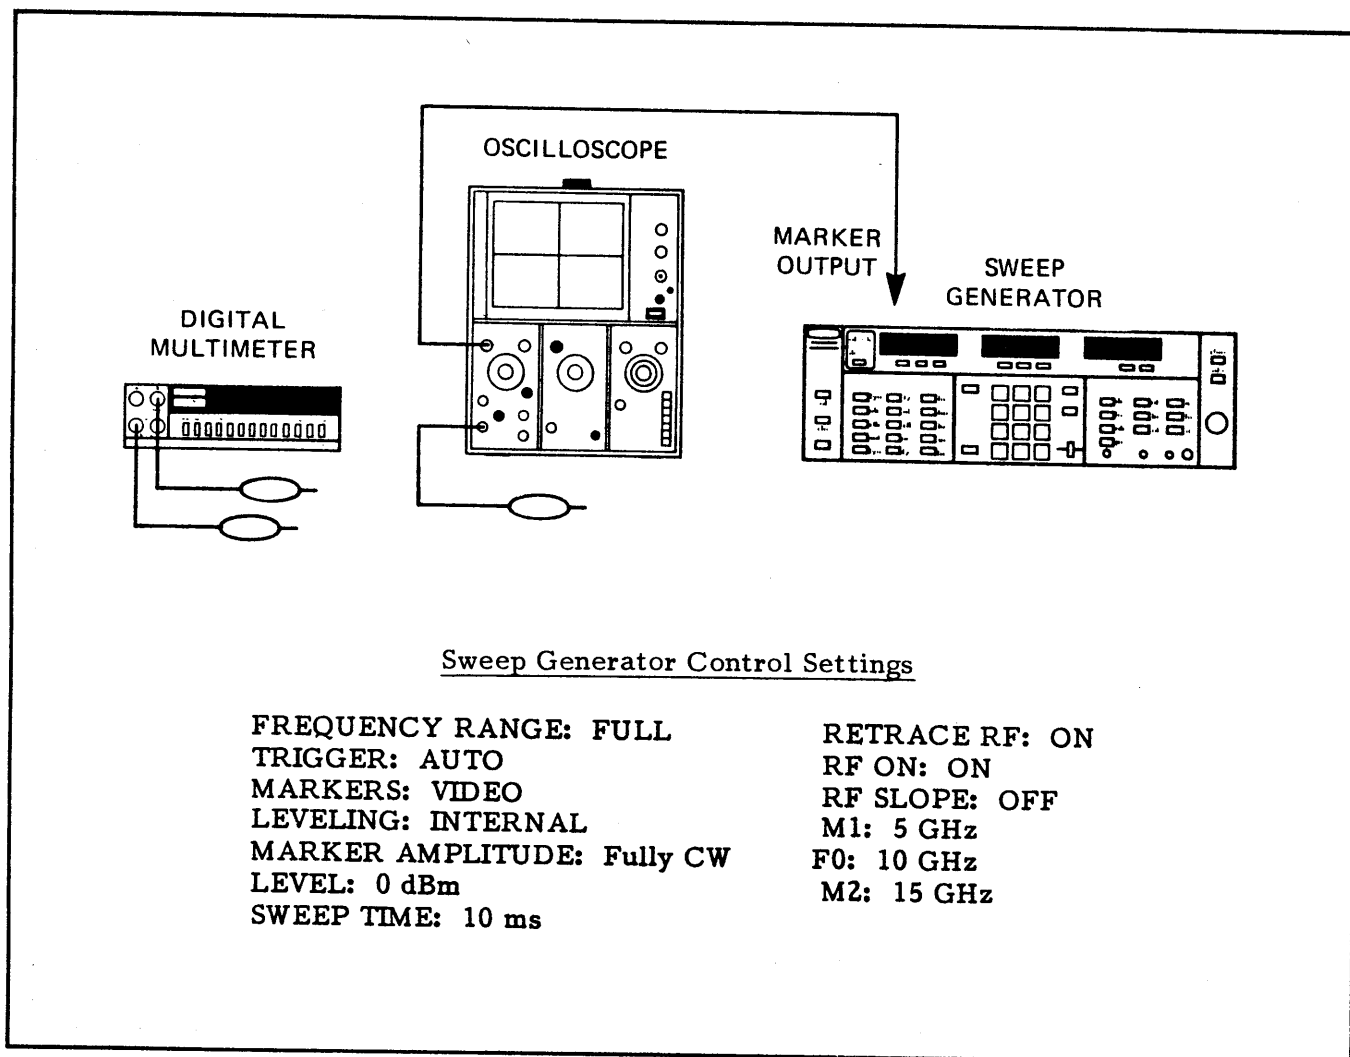 OSCILLOSCOPE
MARKER
OUTPUT
SWEEP
GENERATOR
DIGITAL
MULTIMETER
Sweep Generator Control Settings
FREQUENCY RANGE: FULL
TRIGGER: AUTO
MARKERS: VIDEO
LEVELING: INTERNAL
MARKER AMPLITUDE: Fully CW
LEVEL: 0 dBm
SWEEP TIME: 10 ms
RETRACE RF: ON
RF ON: ON
RF SLOPE: OFF
M1: 5 GHz
F0: 10 GHz
M2: 15 GHz